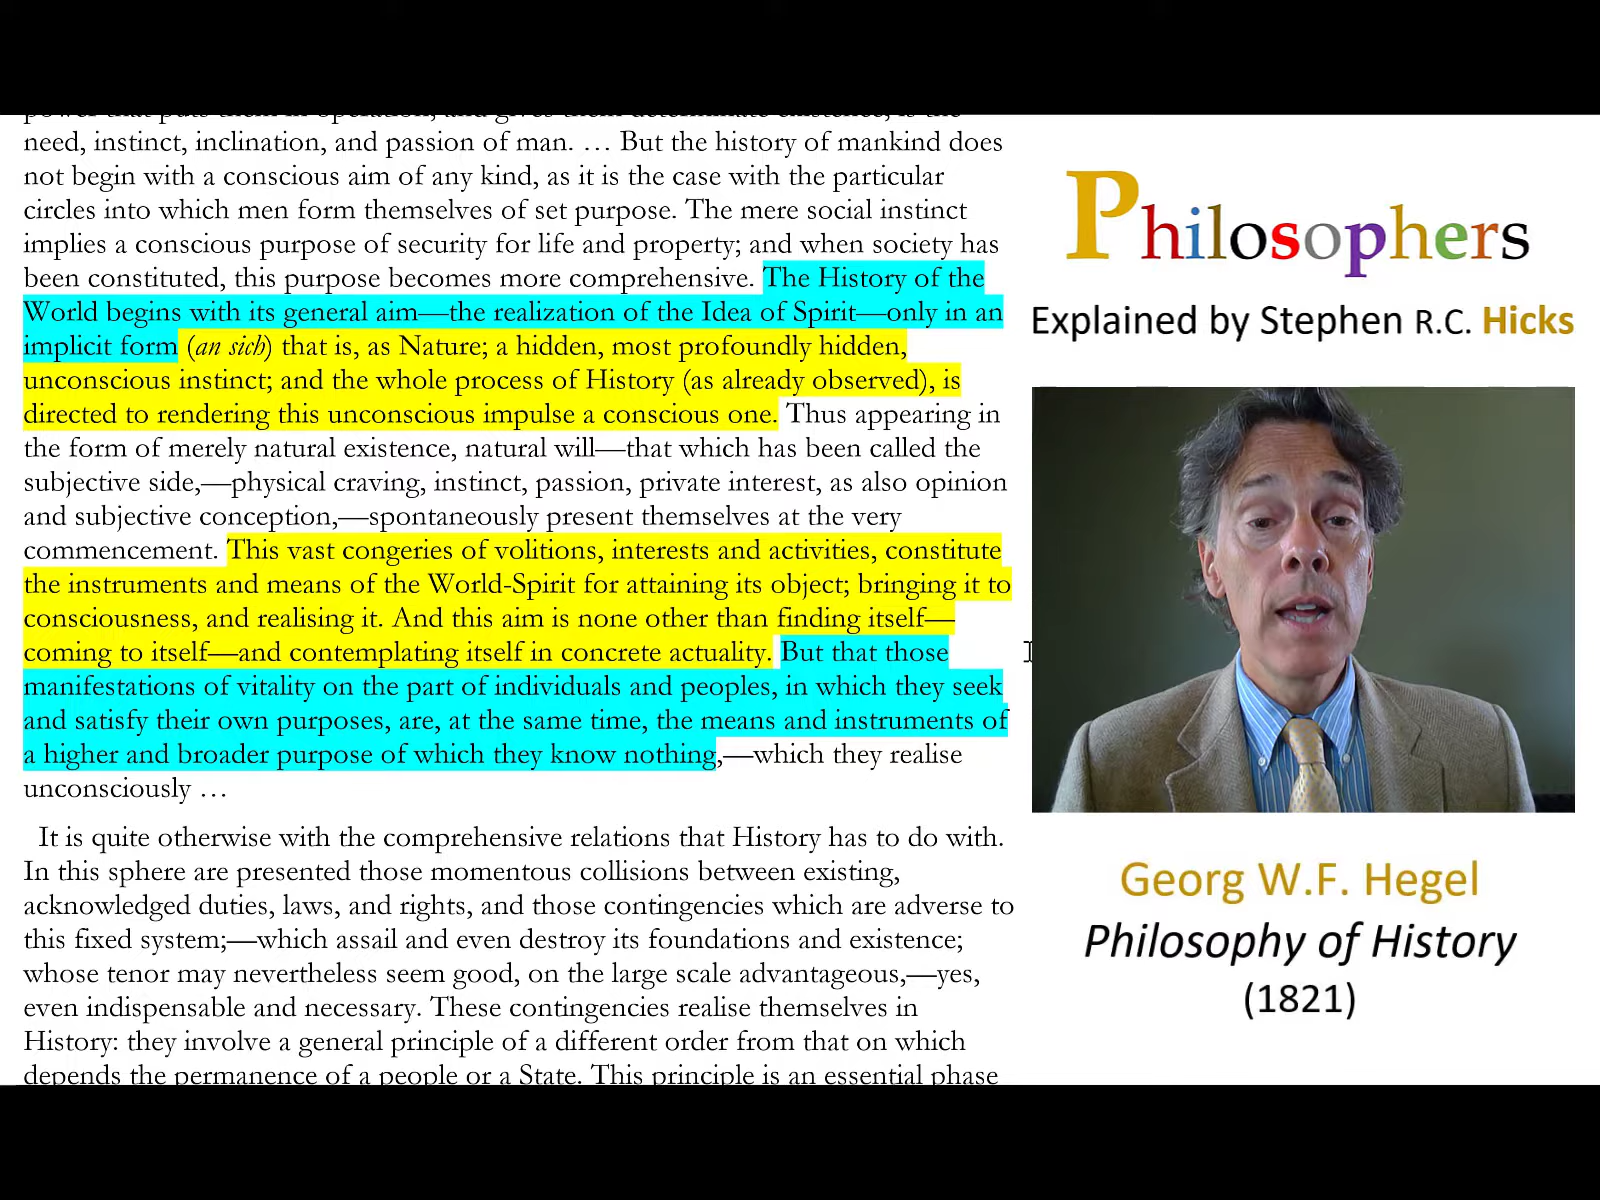 power that puts them in operation, and gives them determinate existence, is the
need, instinct, inclination, and passion of man. … But the history of mankind does
not begin with a conscious aim of any kind, as it is the case with the particular
circles into which men form themselves of set purpose. The mere social instinct
implies a conscious purpose of security for life and property; and when society has
been constituted, this purpose becomes more comprehensive. The History of the
World begins with its general aim—the realization of the Idea of Spirit—only in an
implicit form (an sich) that is, as Nature; a hidden, most profoundly hidden,
unconscious instinct; and the whole process of History (as already observed), is
directed to rendering this unconscious impulse a conscious one. Thus appearing in
the form of merely natural existence, natural will—that which has been called the
subjective side,—physical craving, instinct, passion, private interest, as also opinion
and subjective conception,—spontaneously present themselves at the very
commencement. This vast congeries of volitions, interests and activities, constitute
the instruments and means of the World-Spirit for attaining its object; bringing it to
consciousness, and realising it. And this aim is none other than finding itself—
coming to itself—and contemplating itself in concrete actuality. But that those
manifestations of vitality on the part of individuals and peoples, in which they seek
and satisfy their own purposes, are, at the same time, the means and instruments of
a higher and broader purpose of which they know nothing,—which they realise
unconsciously …
It is quite otherwise with the comprehensive relations that History has to do with.
In this sphere are presented those momentous collisions between existing,
acknowledged duties, laws, and rights, and those contingencies which are adverse to
this fixed system;—which assail and even destroy its foundations and existence;
whose tenor may nevertheless seem good, on the large scale advantageous,—yes,
even indispensable and necessary. These contingencies realise themselves in
History: they involve a general principle of a different order from that on which
depends the permanence of a people or a State. This principle is an essential phase
Philosophers
Explained by Stephen R.C. Hicks
Georg W.F. Hegel
Philosophy of History
(1821)